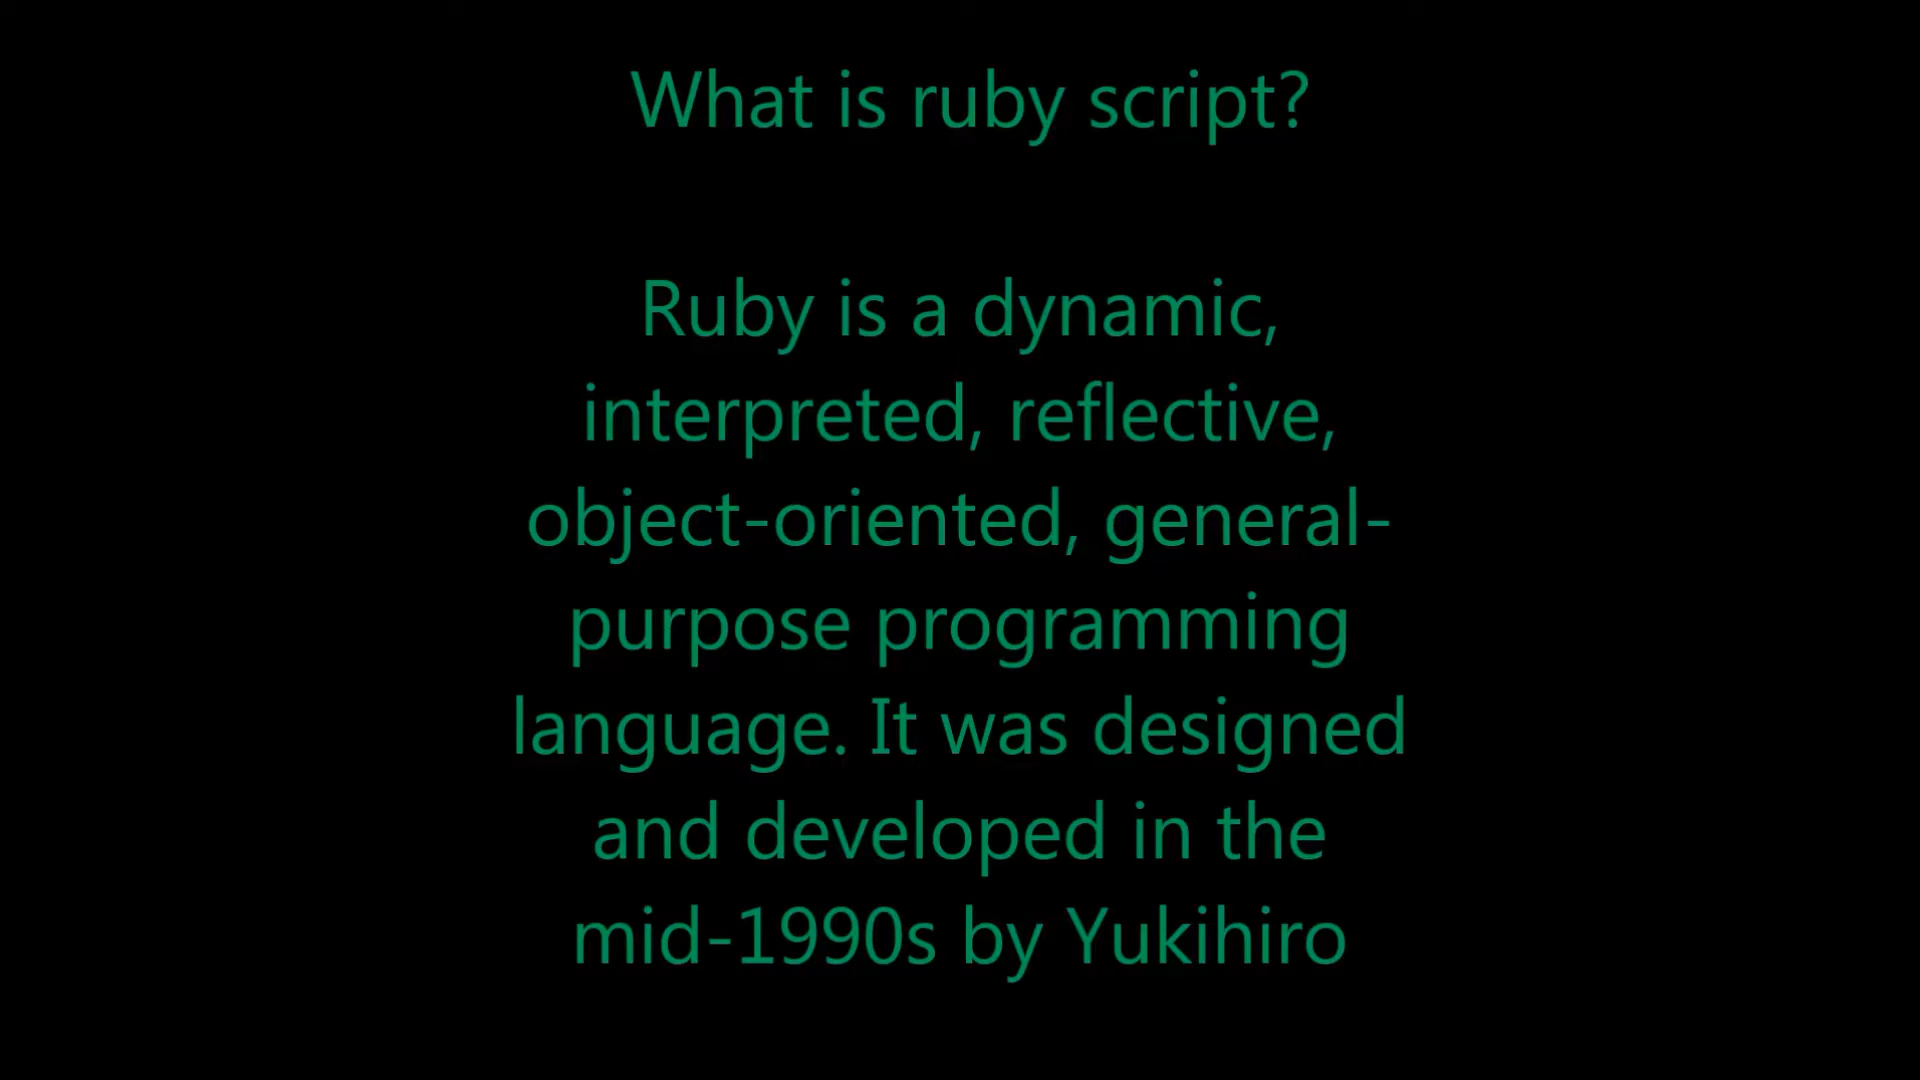 What is ruby script?
Ruby is a dynamic,
interpreted, reflective,
object-oriented, general-
purpose programming
language. It was designed
and developed in the
mid-1990s by Yukihiro